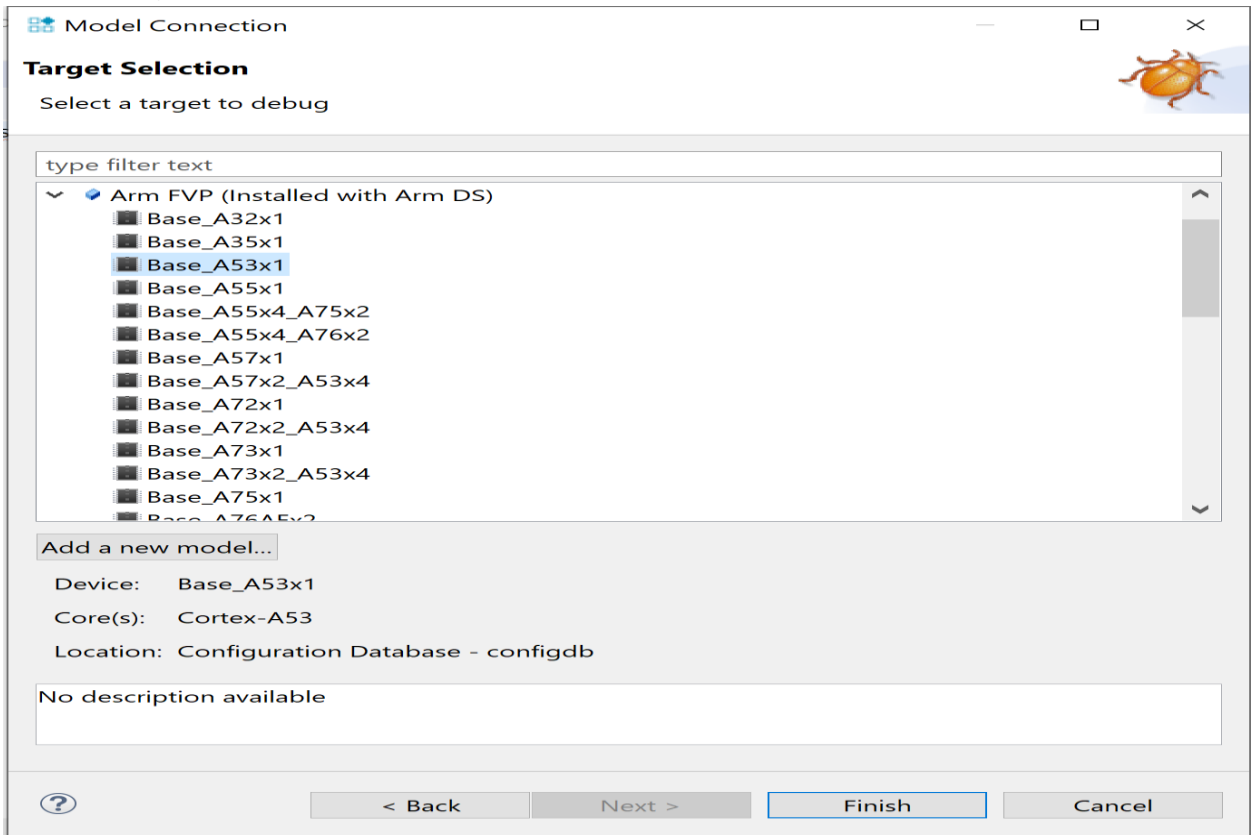 Model Connection
Target Selection
Select a target to debug
type filter text
Arm FVP (Installed with Arm DS)
Base_A32x1
Base_A35x1
Base_A53x1
Base_A55x1
Base_A55x4_A75x2
Base_A55x4_A76x2
Base_A57x1
Base_A57x2_A53x4
Base_A72x1
Base_A72x2_A53x4
Base_A73x1
Base_A73x2_A53x4
Base_A75x1
Base_A76AEx2
Add a new model...
Device: Base_A53x1
Core(s): Cortex-A53
Location: Configuration Database - configdb
No description available
? < Back Next > Finish Cancel